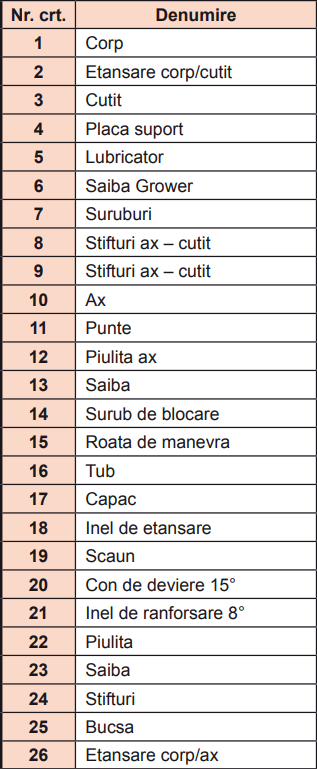 Nr. crt. Denumire
1 Corp
2 Etansare corp/cutit
3 Cutit
4 Placa suport
5 Lubricator
6 Saiba Grower
7 Suruburi
8 Stifturi ax – cutit
9 Stifturi ax – cutit
10 Ax
11 Punte
12 Piulita ax
13 Saiba
14 Surub de blocare
15 Roata de manevra
16 Tub
17 Capac
18 Inel de etansare
19 Scaun
20 Con de deviere 15°
21 Inel de ranforsare 8°
22 Piulita
23 Saiba
24 Stifturi
25 Bucsa
26 Etansare corp/ax